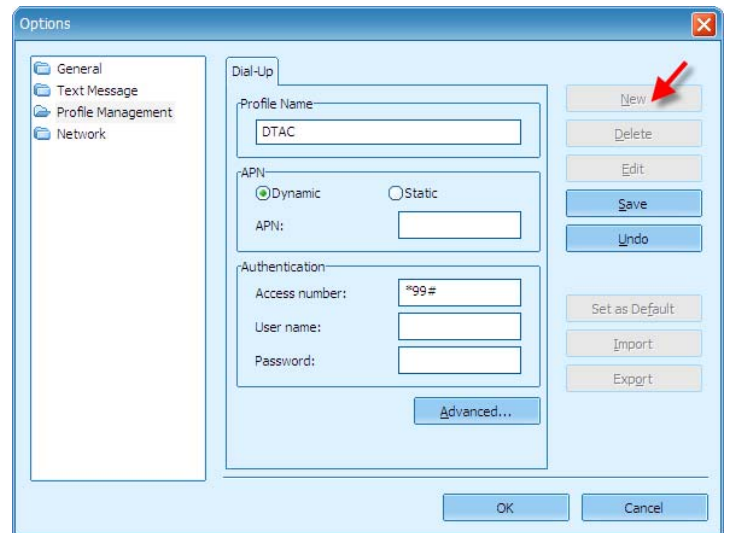 Options
General
Text Message
Profile Management
Network
Dial-Up
Profile Name
DTAC
APN
Dynamic
Static
APN:
Authentication
Access number:
*99#
User name:
Password:
Advanced...
New
Delete
Edit
Save
Undo
Set as Default
Import
Export
OK
Cancel